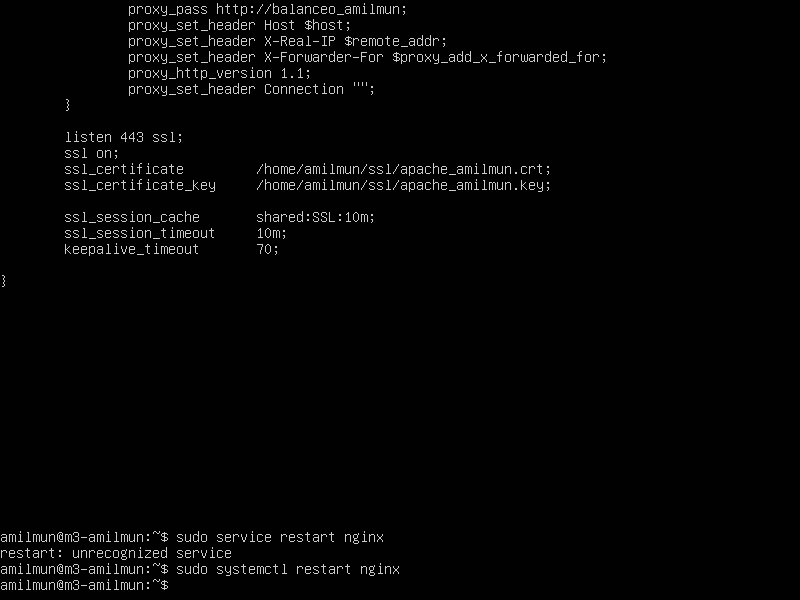 proxy_pass http://balanceo_amilmun;
proxy_set_header Host $host;
proxy_set_header X-Real-IP $remote_addr;
proxy_set_header X-Forwarder-For $proxy_add_x_forwarded_for;
proxy_http_version 1.1;
proxy_set_header Connection "";
}
listen 443 ssl;
ssl on;
ssl_certificate /home/amilmun/ssl/apache_amilmun.crt;
ssl_certificate_key /home/amilmun/ssl/apache_amilmun.key;
ssl_session_cache shared:SSL:10m;
ssl_session_timeout 10m;
keepalive_timeout 70;
}
amilmun@m3-amilmun:~$ sudo service restart nginx
restart: unrecognized service
amilmun@m3-amilmun:~$ sudo systemctl restart nginx
amilmun@m3-amilmun:~$